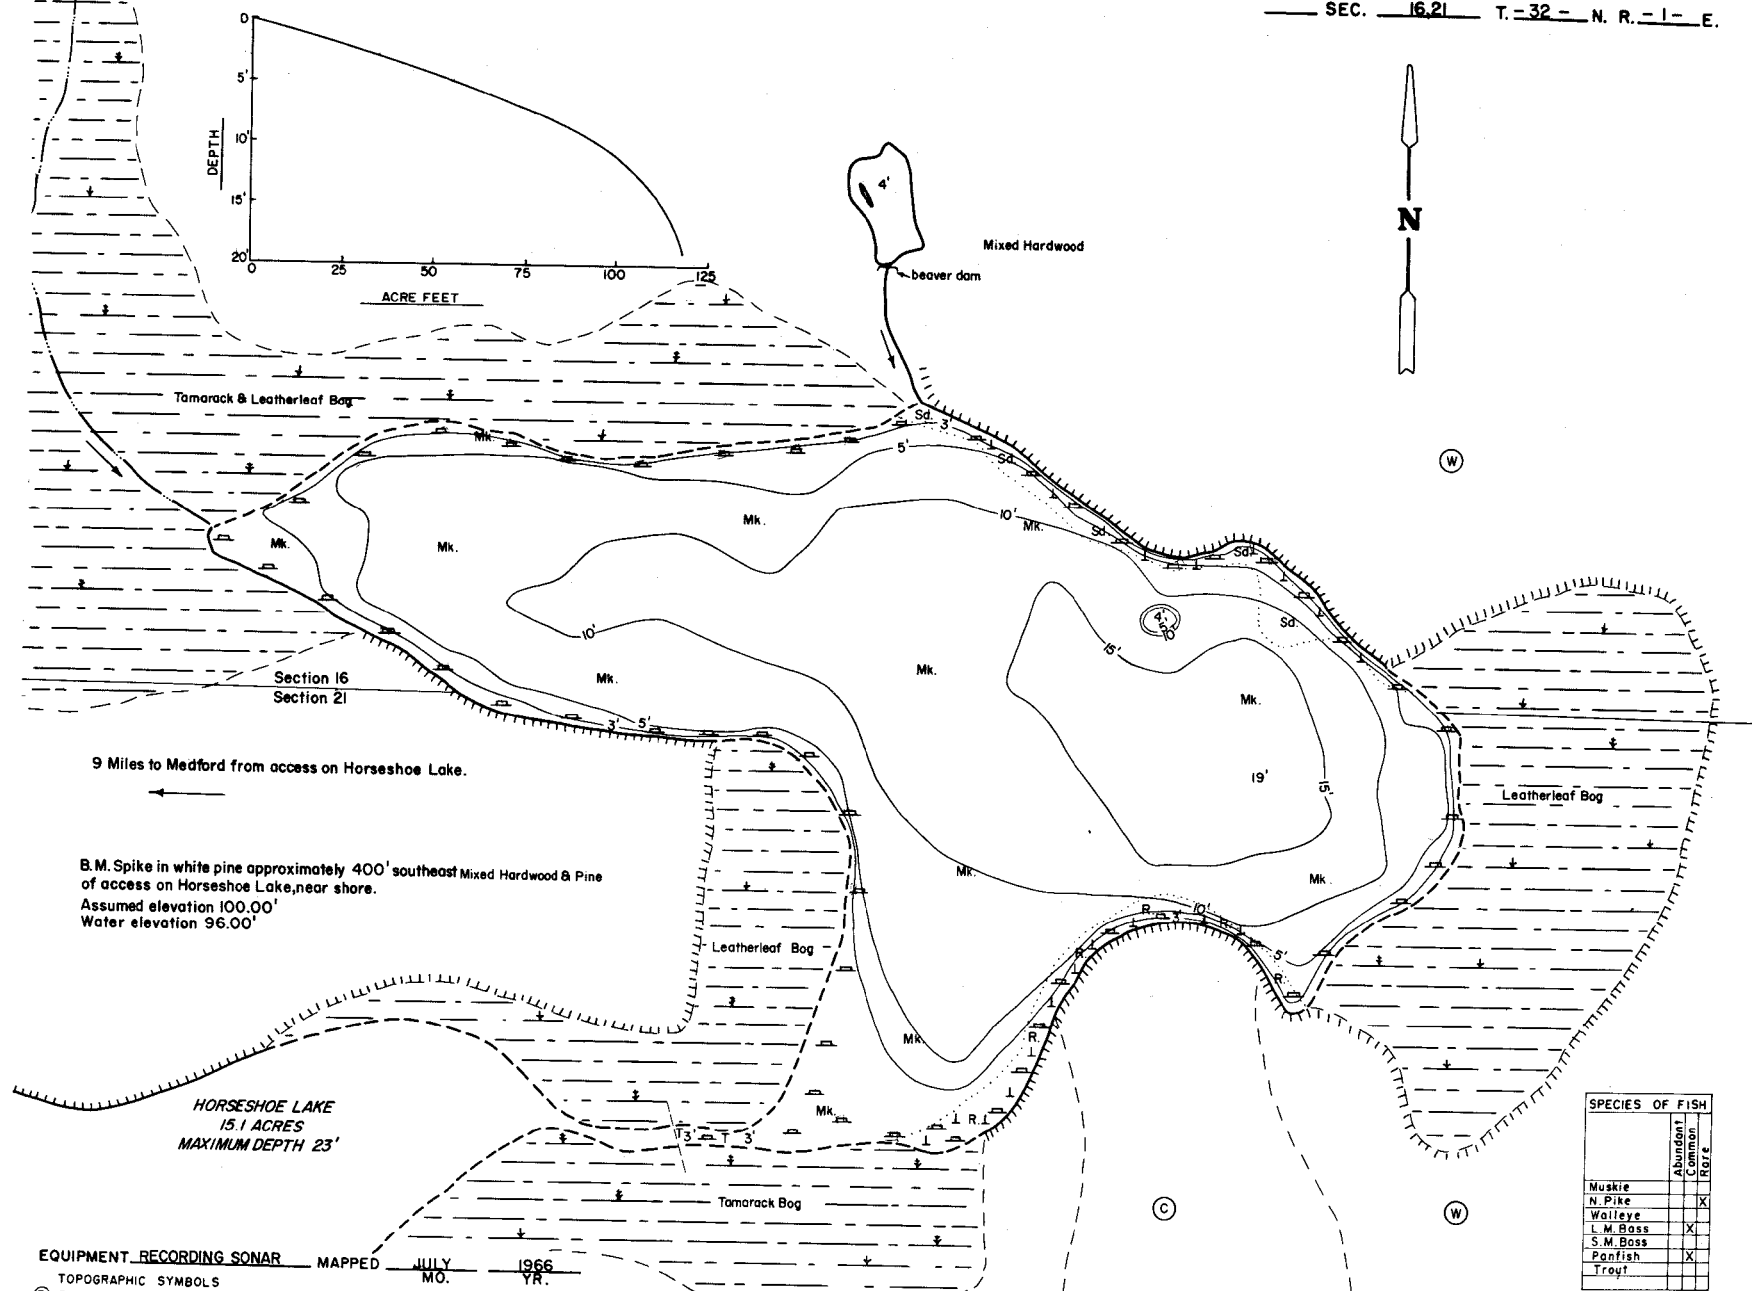 SEC. 16,21 T. - 32 - N. R. - 1 - E.
0
5'
10'
15'
20'
DEPTH
0 25 50 75 100 125
ACRE FEET
4'
beaver dam
Mixed Hardwood
N
Tamarack & Leatherleaf Bog
Mk.
Sd. 3'
5'
Sd.
W
Mk.
Mk.
Mk.
10'
Mk.
Sd.
Sd.
4'
5'
10'
Sd.
10'
15'
Section 16
Section 21
Mk.
Mk.
Mk.
3' 5'
9 Miles to Medford from access on Horseshoe Lake.
19'
15'
Leatherleaf Bog
B.M. Spike in white pine approximately 400' southeast
of access on Horseshoe Lake, near shore.
Assumed elevation 100.00'
Water elevation 96.00'
Mixed Hardwood & Pine
Mk.
Mk.
R. 3' 10' R.
Leatherleaf Bog
R.
5'
R.
Mk.
R.
HORSESHOE LAKE
15.1 ACRES
MAXIMUM DEPTH 23'
Mk.
R.
T 3' T 3'
Tamarack Bog
C
W
SPECIES OF FISH
Abundant
Common
Rare
Muskie
N. Pike X
Walleye
L.M. Bass X
S.M. Bass
Panfish X
Trout
EQUIPMENT RECORDING SONAR MAPPED JULY 1966
MO. YR.
TOPOGRAPHIC SYMBOLS